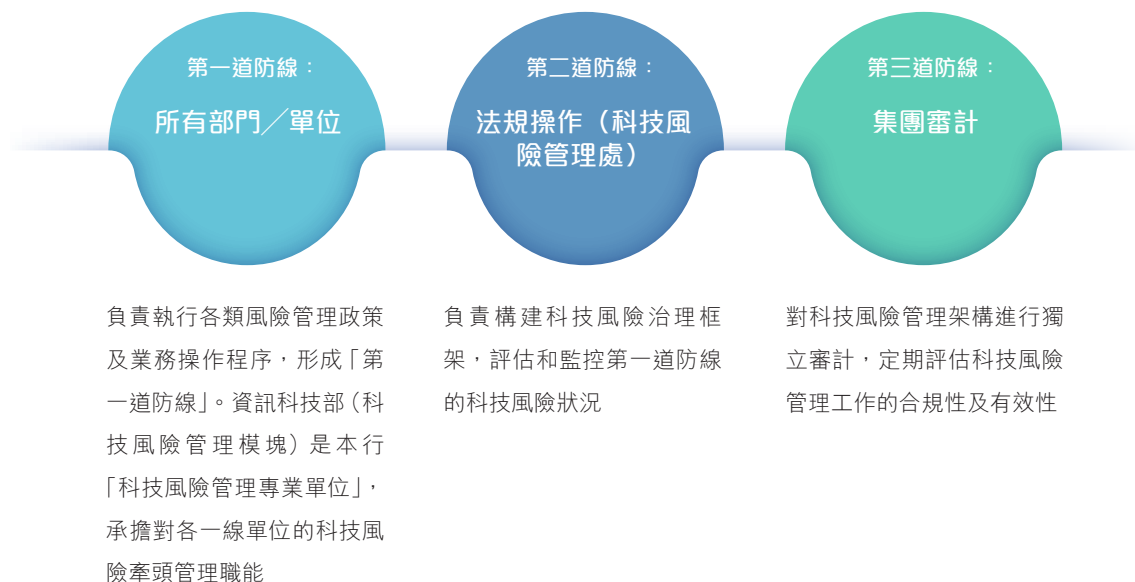 第一道防線：
所有部門／單位
負責執行各類風險管理政策
及業務操作程序，形成「第
一道防線」。資訊科技部（科
技風險管理模塊）是本行
「科技風險管理專業單位」，
承擔對各一線單位的科技風
險牽頭管理職能
第二道防線：
法規操作（科技風
險管理處）
負責構建科技風險治理框
架，評估和監控第一道防線
的科技風險狀況
第三道防線：
集團審計
對科技風險管理架構進行獨
立審計，定期評估科技風險
管理工作的合規性及有效性